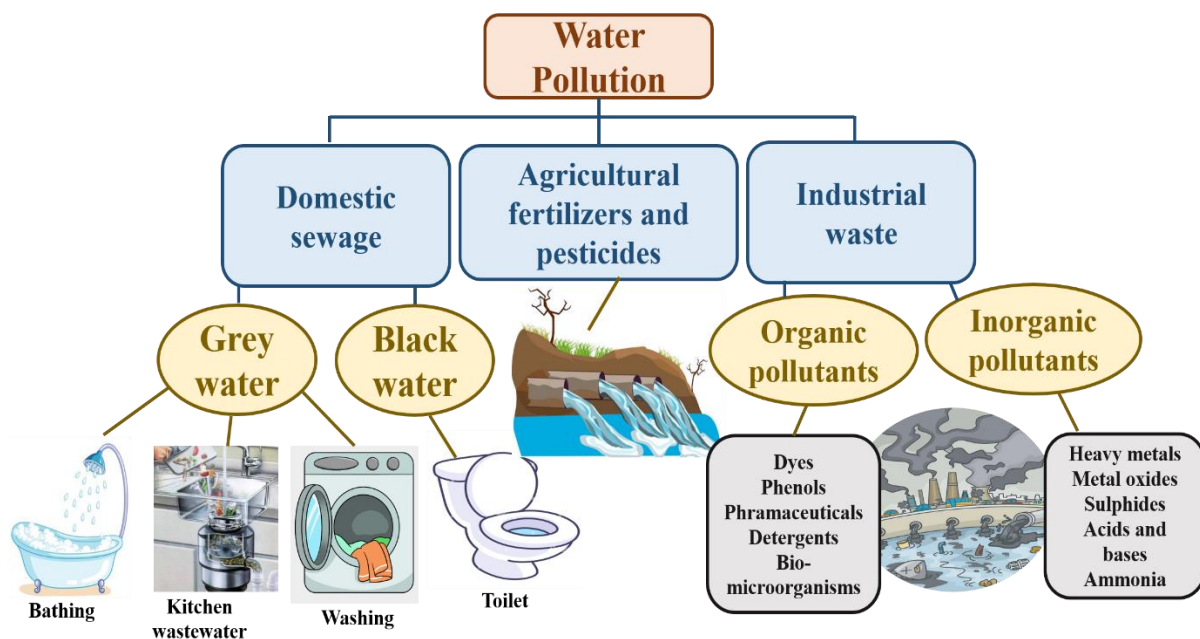 Water
Pollution
Domestic
sewage
Agricultural
fertilizers and
pesticides
Industrial
waste
Grey
water
Black
water
Organic
pollutants
Inorganic
pollutants
Bathing
Kitchen
wastewater
Washing
Toilet
Dyes
Phenols
Phramaceuticals
Detergents
Bio-
microorganisms
Heavy metals
Metal oxides
Sulphides
Acids and
bases
Ammonia